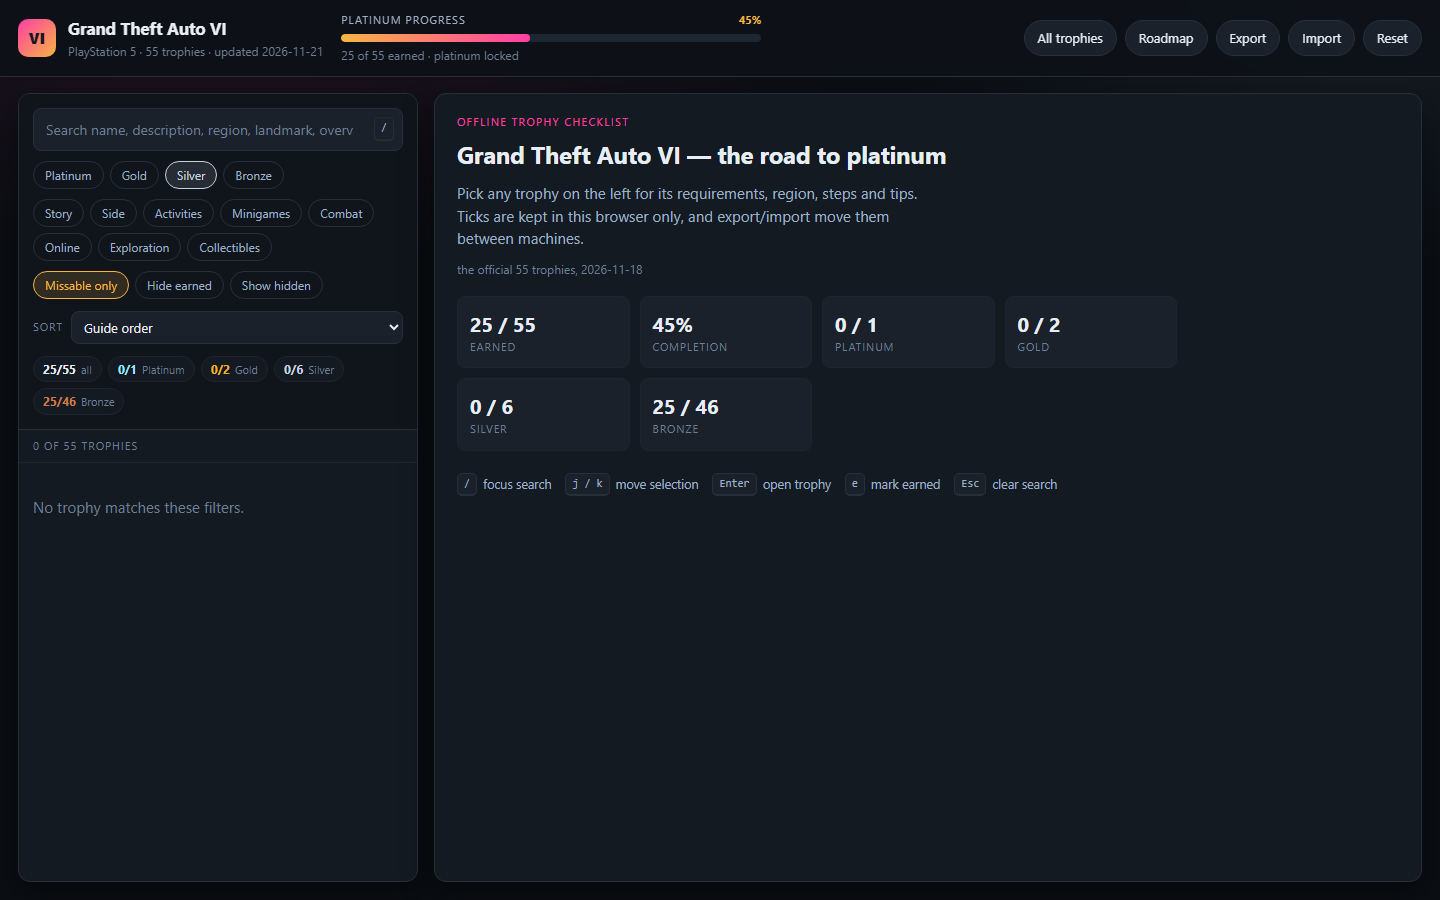 VI
Grand Theft Auto VI
PlayStation 5 · 55 trophies · updated 2026-11-21
PLATINUM PROGRESS
45%
25 of 55 earned · platinum locked
All trophies
Roadmap
Export
Import
Reset
Search name, description, region, landmark, overv
/
Platinum
Gold
Silver
Bronze
Story
Side
Activities
Minigames
Combat
Online
Exploration
Collectibles
Missable only
Hide earned
Show hidden
SORT
Guide order
25/55 all
0/1 Platinum
0/2 Gold
0/6 Silver
25/46 Bronze
0 OF 55 TROPHIES
No trophy matches these filters.
OFFLINE TROPHY CHECKLIST
Grand Theft Auto VI — the road to platinum
Pick any trophy on the left for its requirements, region, steps and tips.
Ticks are kept in this browser only, and export/import move them
between machines.
the official 55 trophies, 2026-11-18
25 / 55
EARNED
45%
COMPLETION
0 / 1
PLATINUM
0 / 2
GOLD
0 / 6
SILVER
25 / 46
BRONZE
/ focus search
j / k move selection
Enter open trophy
e mark earned
Esc clear search